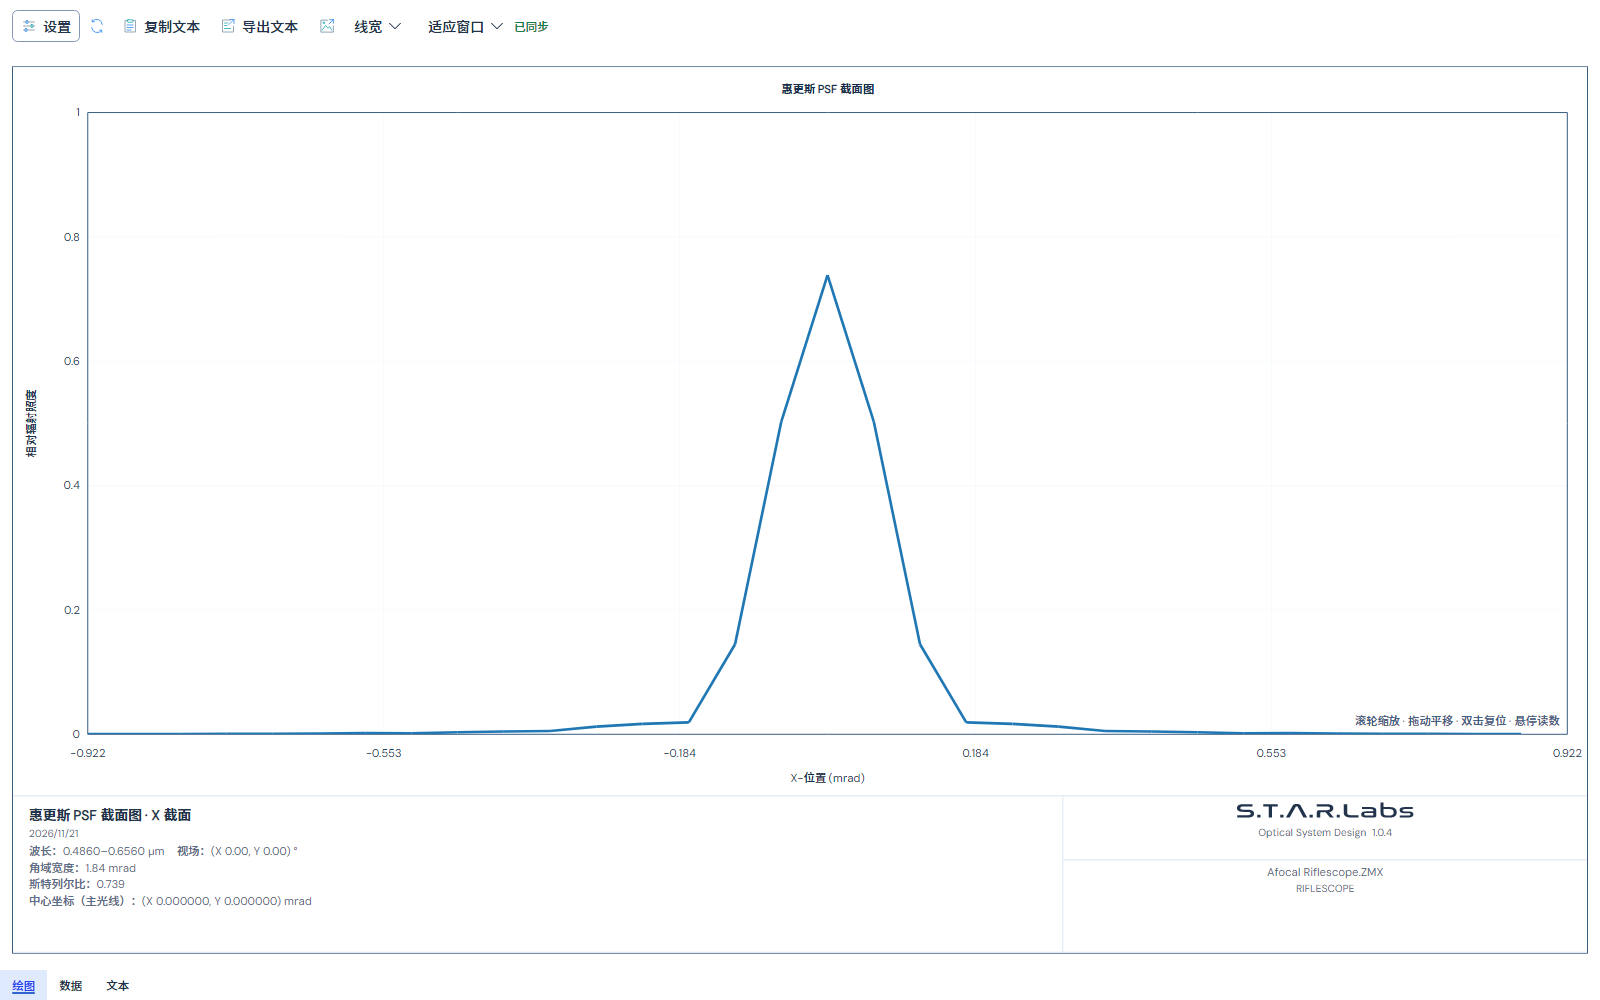 设置 复制文本 导出文本 线宽 适应窗口 已同步
惠更斯 PSF 截面图
1
0.8
0.6
0.4
0.2
0
相对辐射照度
滚轮缩放 · 拖动平移 · 双击复位 · 悬停读数
-0.922 -0.553 -0.184 0.184 0.553 0.922
X-位置 (mrad)
惠更斯 PSF 截面图 · X 截面
2026/11/21
波长：0.4860–0.6560 µm 视场：(X 0.00, Y 0.00) °
角域宽度：1.84 mrad
斯特列尔比：0.739
中心坐标（主光线）：(X 0.000000, Y 0.000000) mrad
S.T.A.R.Labs
Optical System Design 1.0.4
Afocal Riflescope.ZMX
RIFLESCOPE
绘图 数据 文本